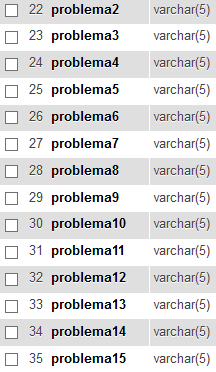 22 problema2 varchar(5)
23 problema3 varchar(5)
24 problema4 varchar(5)
25 problema5 varchar(5)
26 problema6 varchar(5)
27 problema7 varchar(5)
28 problema8 varchar(5)
29 problema9 varchar(5)
30 problema10 varchar(5)
31 problema11 varchar(5)
32 problema12 varchar(5)
33 problema13 varchar(5)
34 problema14 varchar(5)
35 problema15 varchar(5)